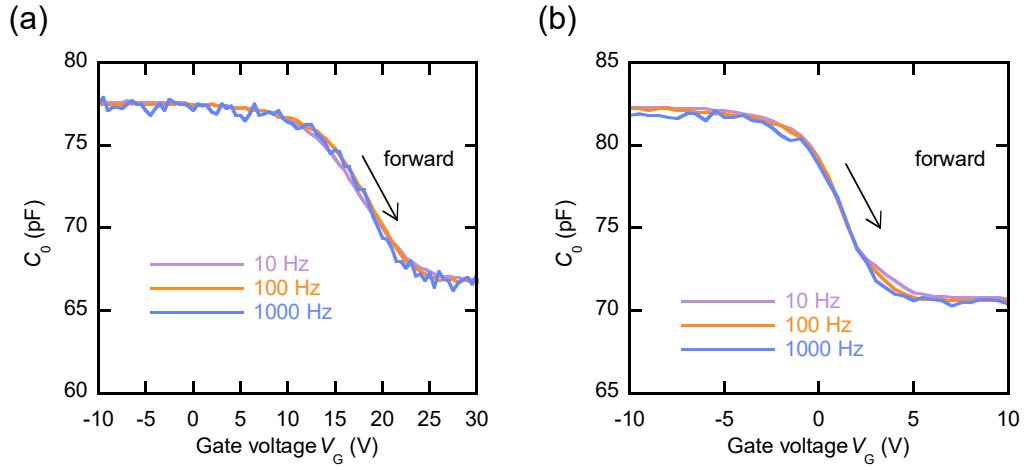 (a)
80
75
70
65
60
C0 (pF)
forward
10 Hz
100 Hz
1000 Hz
-10 -5 0 5 10 15 20 25 30
Gate voltage VG (V)
(b)
85
80
75
70
65
C0 (pF)
forward
10 Hz
100 Hz
1000 Hz
-10 -5 0 5 10
Gate voltage VG (V)